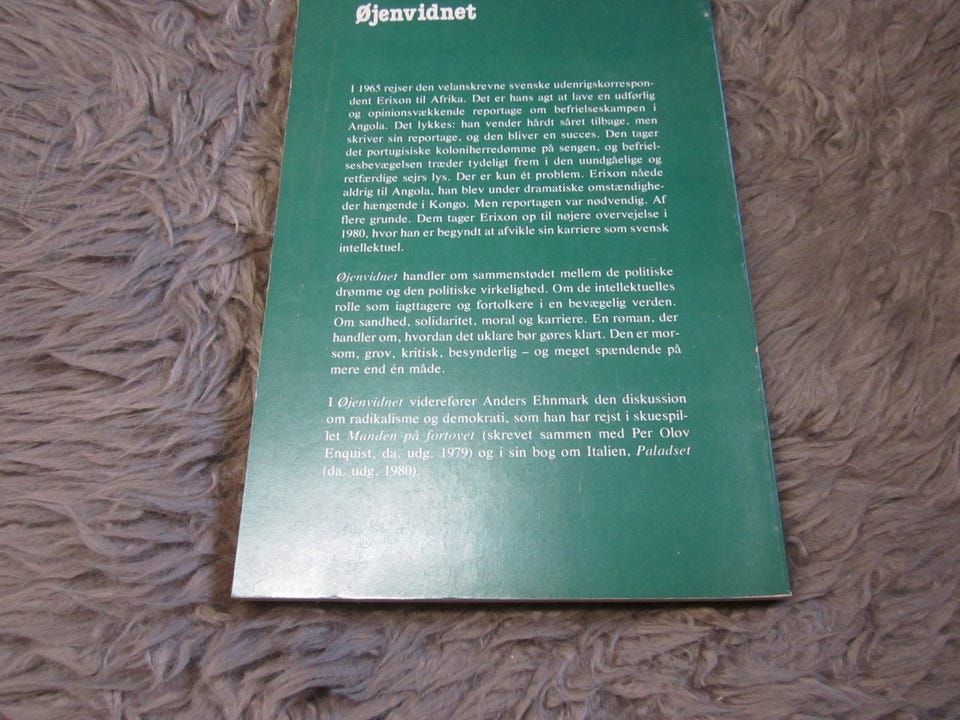 Øjenvidnet
I 1965 rejser den velanskrevne svenske udenrigskorrespon-
dent Erixon til Afrika. Det er hans agt at lave en udførlig
og opinionsvækkende reportage om befrielseskampen i
Angola. Det lykkes: han vender hårdt såret tilbage, men
skriver sin reportage, og den bliver en succes. Den tager
det portugisiske koloniherredømme på sengen, og befriel-
sesbevægelsen træder tydeligt frem i den uundgåelige og
retfærdige sejrs lys. Der er kun ét problem. Erixon nåede
aldrig til Angola, han blev under dramatiske omstændighe-
der hængende i Kongo. Men reportagen var nødvendig. Af
flere grunde. Dem tager Erixon op til nøjere overvejelse i
1980, hvor han er begyndt at afvikle sin karriere som svensk
intellektuel.
Øjenvidnet handler om sammenstødet mellem de politiske
drømme og den politiske virkelighed. Om de intellektuelles
rolle som iagttagere og fortolkere i en bevægelig verden.
Om sandhed, solidaritet, moral og karriere. En roman, der
handler om, hvordan det uklare bør gøres klart. Den er mor-
som, grov, kritisk, besynderlig – og meget spændende på
mere end én måde.
I Øjenvidnet viderefører Anders Ehnmark den diskussion
om radikalisme og demokrati, som han har rejst i skuespil-
let Manden på fortovet (skrevet sammen med Per Olov
Enquist, da. udg. 1979) og i sin bog om Italien, Paladset
(da. udg. 1980).